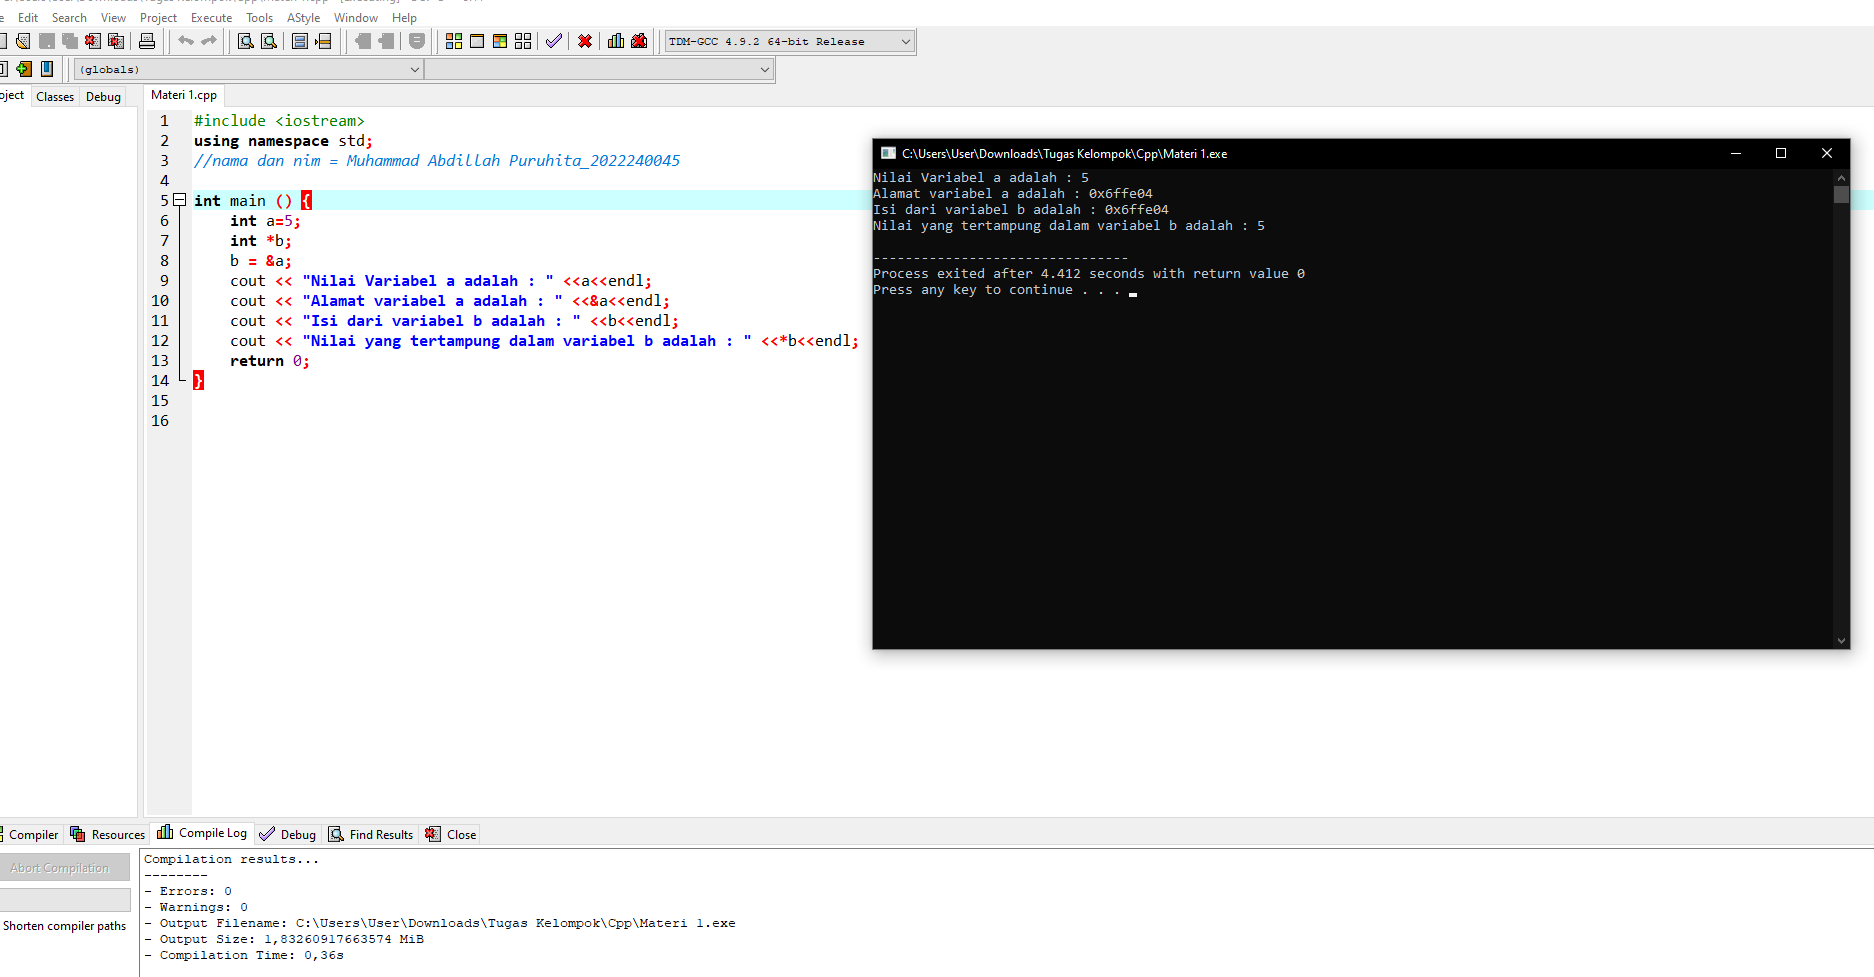 Edit Search View Project Execute Tools AStyle Window Help
TDM-GCC 4.9.2 64-bit Release
(globals)
Classes Debug
Materi 1.cpp
1 #include <iostream>
2 using namespace std;
3 //nama dan nim = Muhammad Abdillah Puruhita_2022240045
4
5 int main () {
6 int a=5;
7 int *b;
8 b = &a;
9 cout << "Nilai Variabel a adalah : " <<a<<endl;
10 cout << "Alamat variabel a adalah : " <<&a<<endl;
11 cout << "Isi dari variabel b adalah : " <<b<<endl;
12 cout << "Nilai yang tertampung dalam variabel b adalah : " <<*b<<endl;
13 return 0;
14 }
15
16
C:\Users\User\Downloads\Tugas Kelompok\Cpp\Materi 1.exe
Nilai Variabel a adalah : 5
Alamat variabel a adalah : 0x6ffe04
Isi dari variabel b adalah : 0x6ffe04
Nilai yang tertampung dalam variabel b adalah : 5
--------------------------------
Process exited after 4.412 seconds with return value 0
Press any key to continue . . .
Compiler Resources Compile Log Debug Find Results Close
Abort Compilation
Shorten compiler paths
Compilation results...
--------
- Errors: 0
- Warnings: 0
- Output Filename: C:\Users\User\Downloads\Tugas Kelompok\Cpp\Materi 1.exe
- Output Size: 1,83260917663574 MiB
- Compilation Time: 0,36s